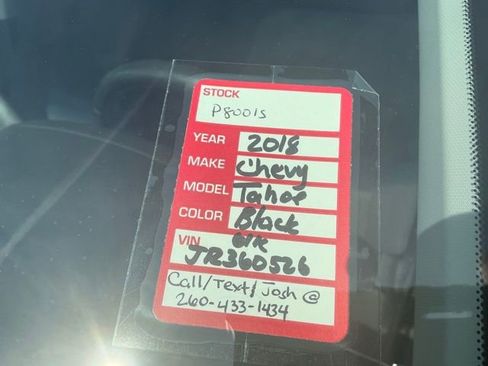 STOCK
P8001S
YEAR 2018
MAKE Chevy
MODEL Tahoe
COLOR Black
VIN
JR360526
Call/Text/Josh @
260-433-1434